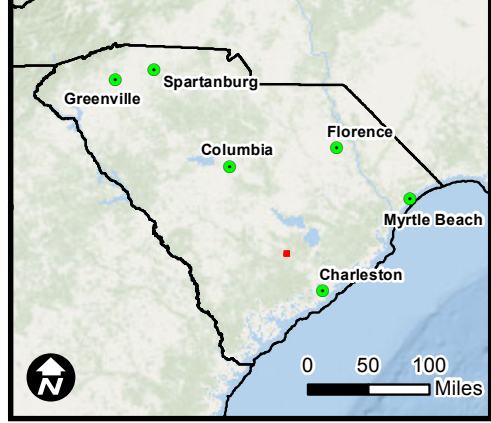 Spartanburg
Greenville
Florence
Columbia
Myrtle Beach
Charleston
N
0 50 100
Miles